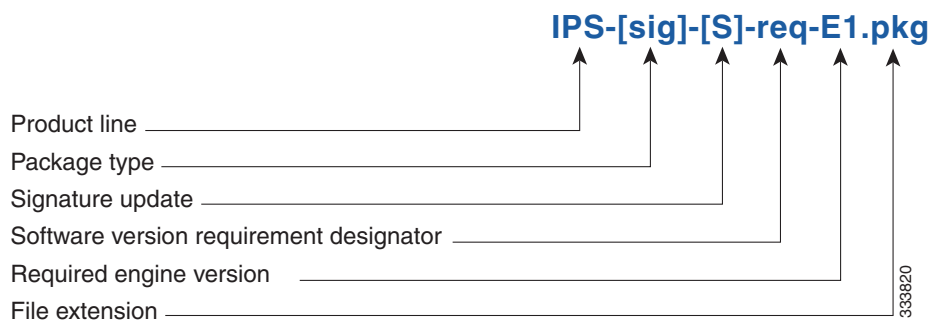 IPS-[sig]-[S]-req-E1.pkg
Product line
Package type
Signature update
Software version requirement designator
Required engine version
File extension
333820